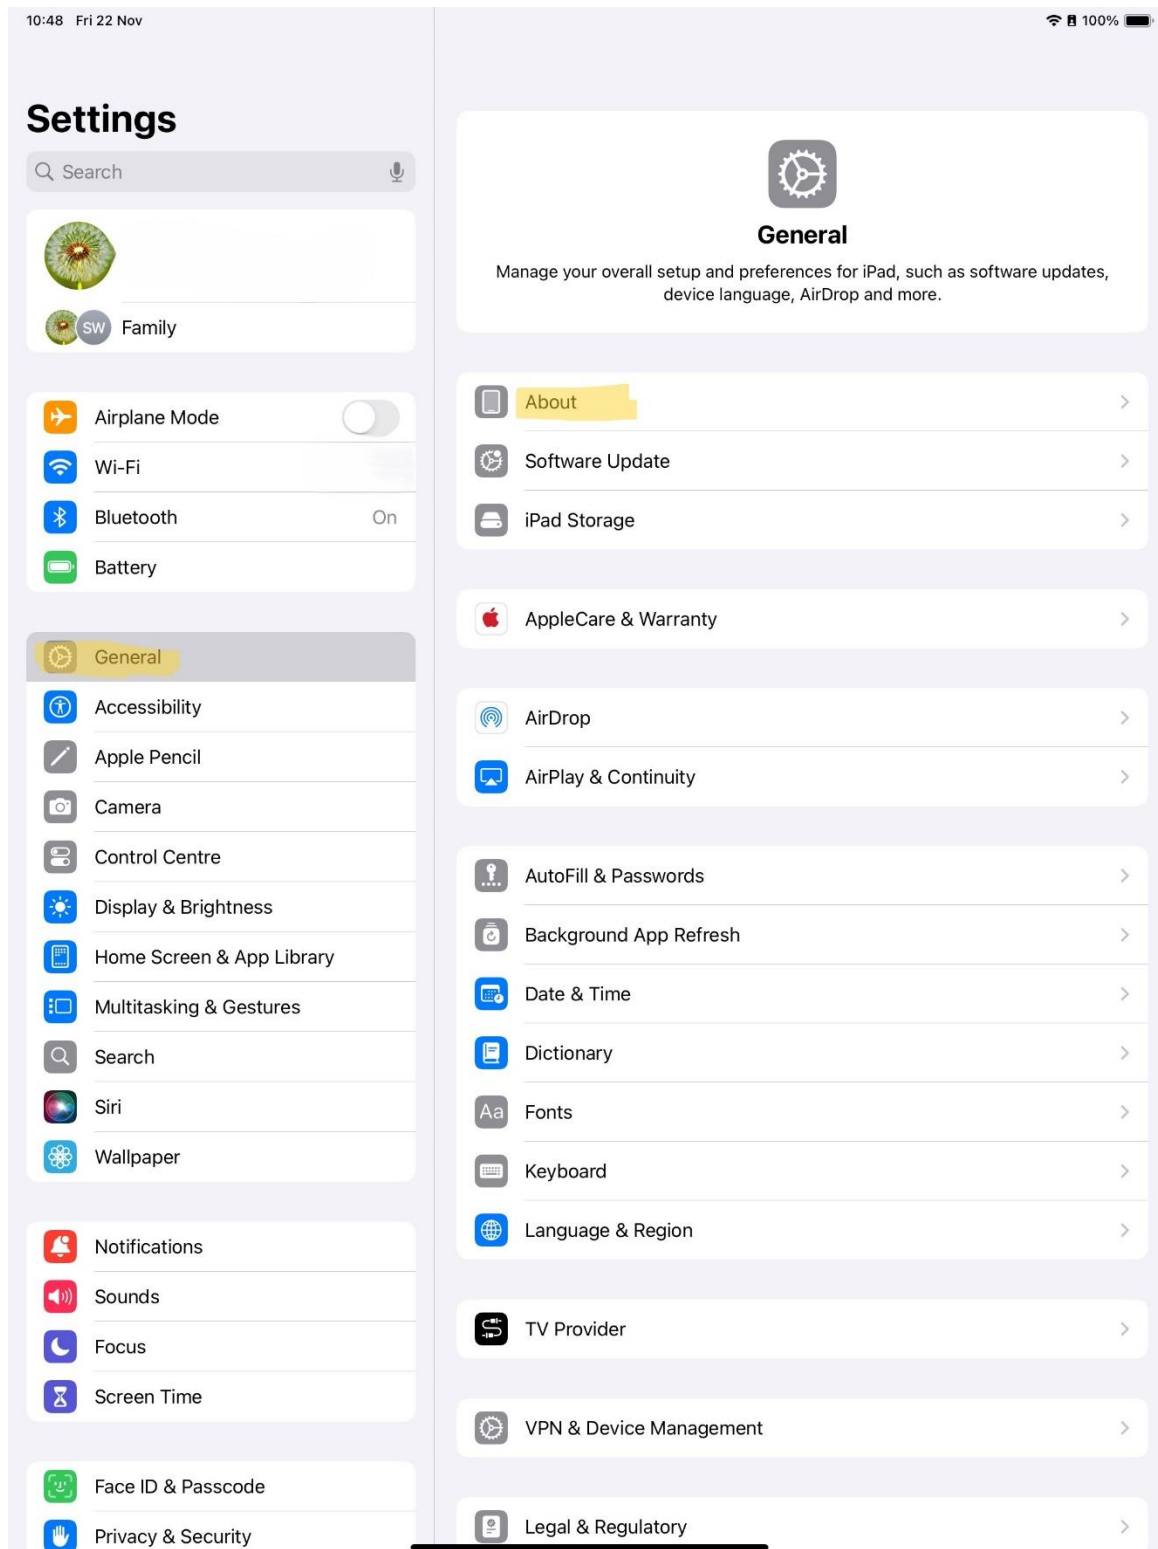 10:48 Fri 22 Nov
100%
Settings
Search
SW Family
Airplane Mode
Wi-Fi
Bluetooth On
Battery
General
Accessibility
Apple Pencil
Camera
Control Centre
Display & Brightness
Home Screen & App Library
Multitasking & Gestures
Search
Siri
Wallpaper
Notifications
Sounds
Focus
Screen Time
Face ID & Passcode
Privacy & Security
General
Manage your overall setup and preferences for iPad, such as software updates,
device language, AirDrop and more.
About
Software Update
iPad Storage
AppleCare & Warranty
AirDrop
AirPlay & Continuity
AutoFill & Passwords
Background App Refresh
Date & Time
Dictionary
Aa Fonts
Keyboard
Language & Region
TV Provider
VPN & Device Management
Legal & Regulatory